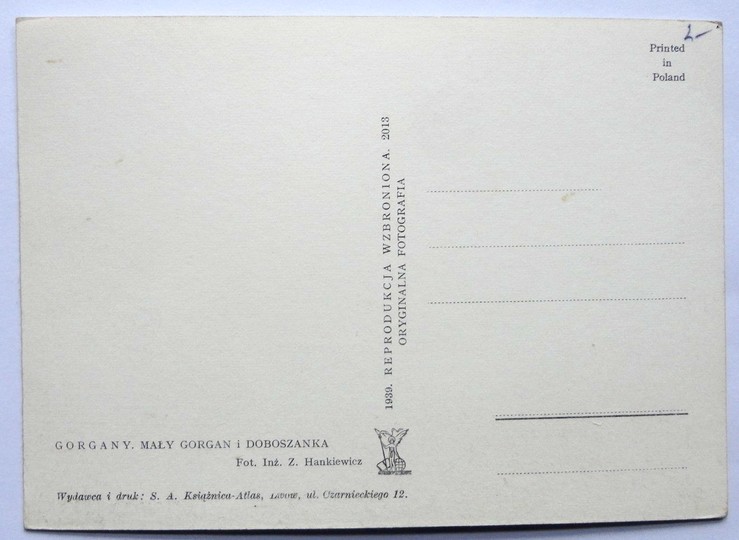 2—
Printed
in
Poland
1939. REPRODUKCJA WZBRONIONA. 2013
ORYGINALNA FOTOGRAFIA
GORGANY. MAŁY GORGAN i DOBOSZANKA
Fot. Inż. Z. Hankiewicz
Wydawca i druk: S. A. Książnica-Atlas, Lwów, ul. Czarnieckiego 12.